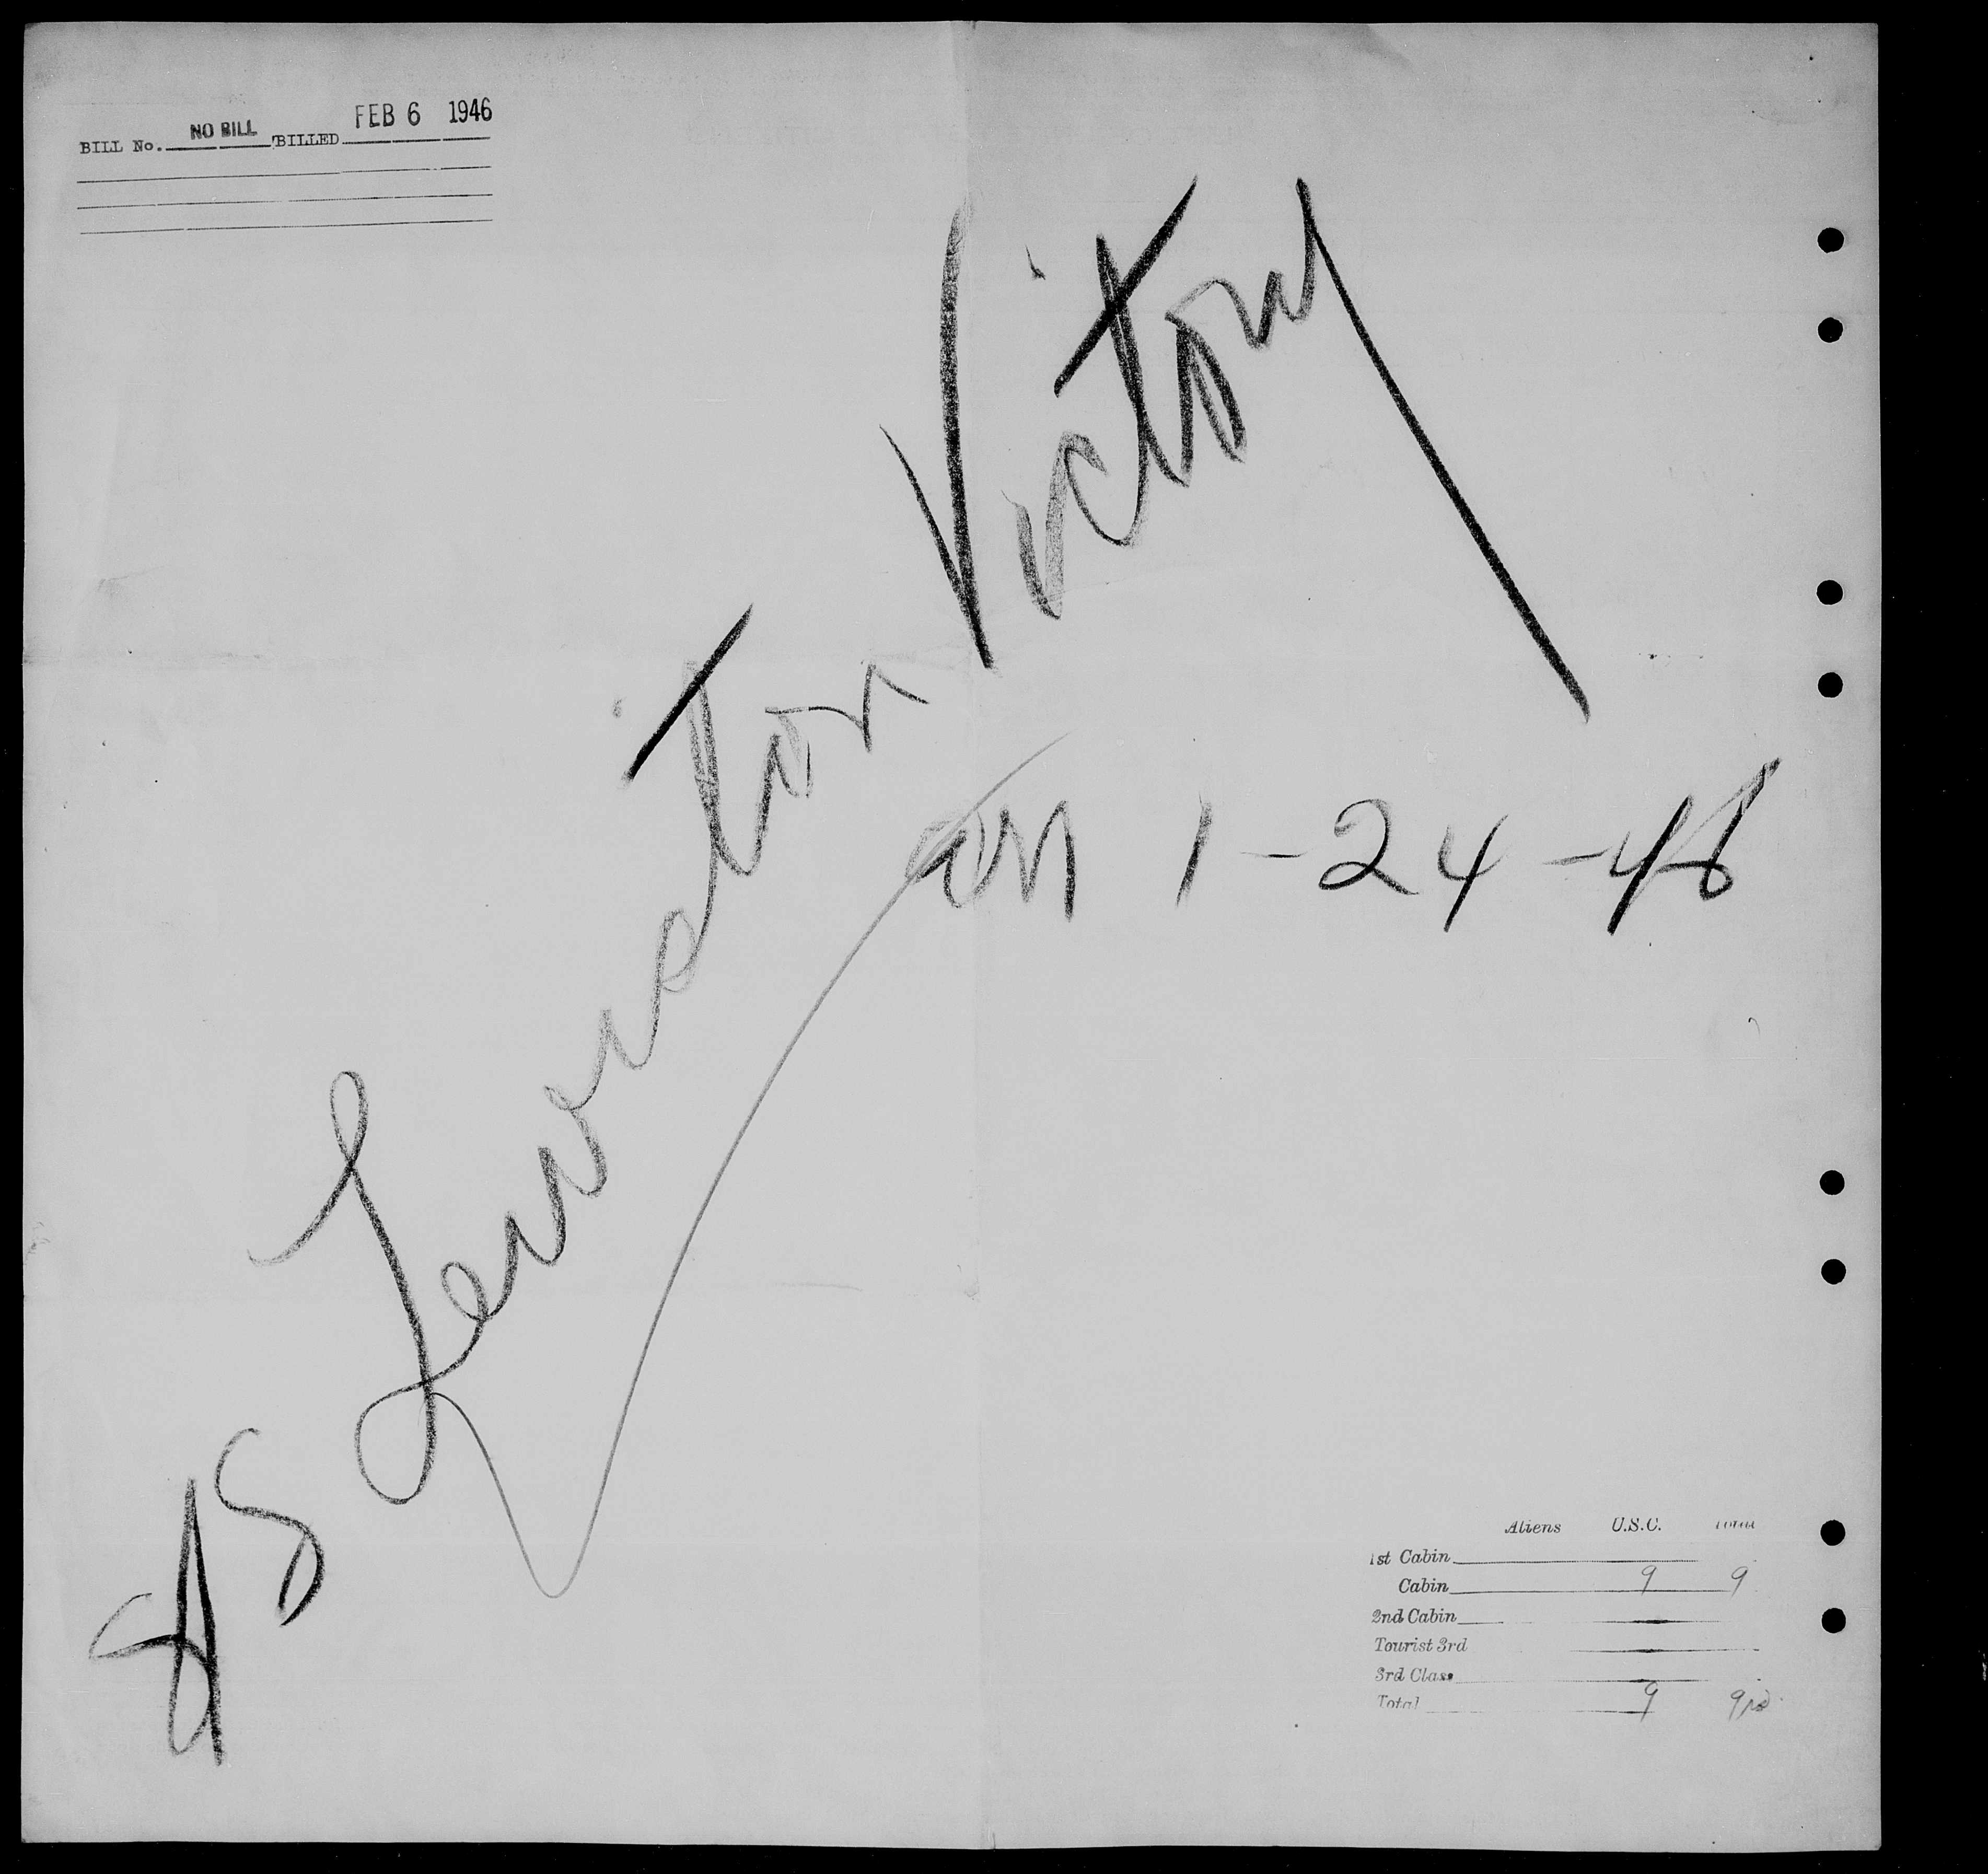 BILL No. NO BILL BILLED FEB 6 1946
SS Lewiston Victory
arr 1-24-46
Aliens U.S.C. Total
1st Cabin
Cabin 9 9
2nd Cabin
Tourist 3rd
3rd Class
Total 9 9